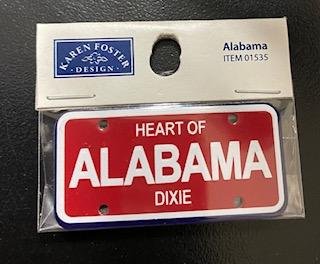 KAREN FOSTER
DESIGN
Alabama
ITEM 01535
HEART OF
ALABAMA
DIXIE